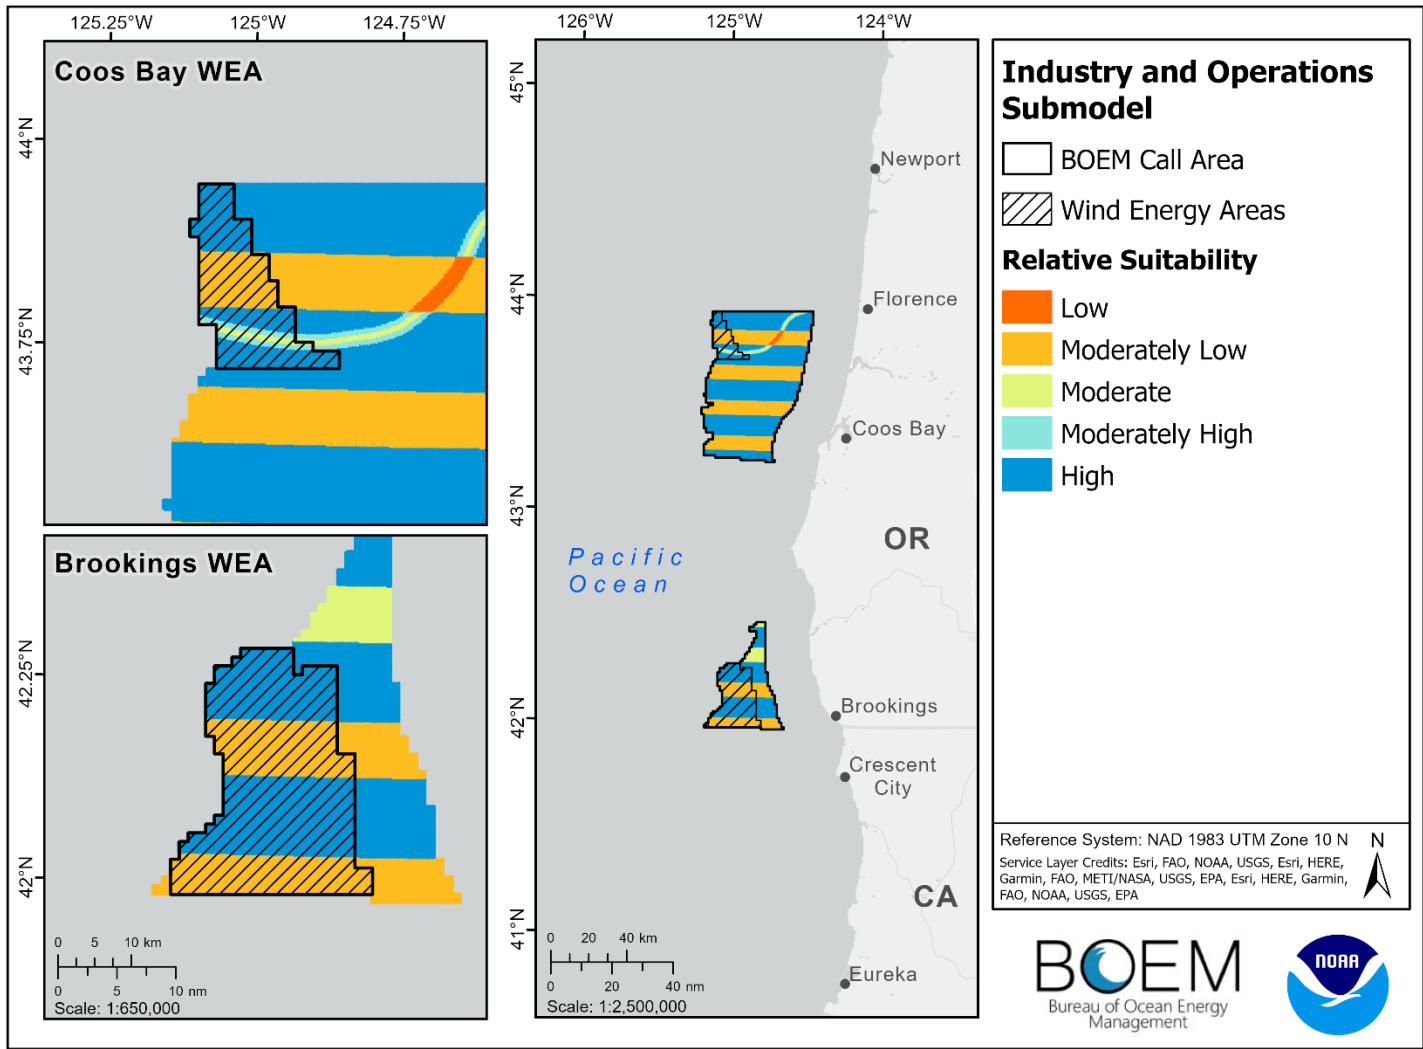 125.25°W
125°W
124.75°W
126°W
125°W
124°W
Coos Bay WEA
44°N
43.75°N
Brookings WEA
42.25°N
42°N
0 5 10 km
0 5 10 nm
Scale: 1:650,000
45°N
44°N
43°N
42°N
41°N
Newport
Florence
Coos Bay
OR
Pacific
Ocean
Brookings
Crescent
City
CA
Eureka
0 20 40 km
0 20 40 nm
Scale: 1:2,500,000
Industry and Operations
Submodel
BOEM Call Area
Wind Energy Areas
Relative Suitability
Low
Moderately Low
Moderate
Moderately High
High
Reference System: NAD 1983 UTM Zone 10 N
N
Service Layer Credits: Esri, FAO, NOAA, USGS, Esri, HERE,
Garmin, FAO, METI/NASA, USGS, EPA, Esri, HERE, Garmin,
FAO, NOAA, USGS, EPA
BOEM
Bureau of Ocean Energy
Management
NOAA